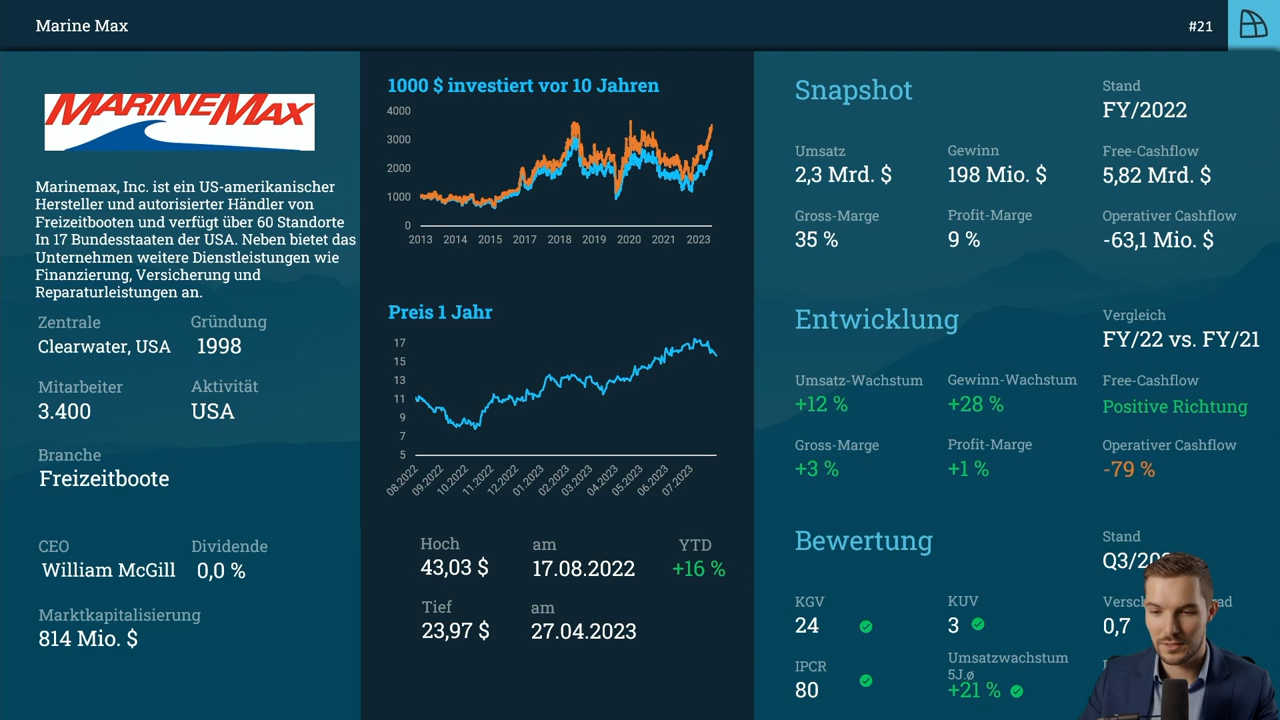 Marine Max
#21
MARINEMAX
Marinemax, Inc. ist ein US-amerikanischer
Hersteller und autorisierter Händler von
Freizeitbooten und verfügt über 60 Standorte
In 17 Bundesstaaten der USA. Neben bietet das
Unternehmen weitere Dienstleistungen wie
Finanzierung, Versicherung und
Reparaturleistungen an.
Zentrale Gründung
Clearwater, USA 1998
Mitarbeiter Aktivität
3.400 USA
Branche
Freizeitboote
CEO Dividende
William McGill 0,0 %
Marktkapitalisierung
814 Mio. $
1000 $ investiert vor 10 Jahren
4000
3000
2000
1000
0
2013 2014 2015 2017 2018 2019 2020 2021 2023
Preis 1 Jahr
17
15
13
11
9
7
5
08.2022 09.2022 10.2022 11.2022 12.2022 01.2023 02.2023 03.2023 04.2023 05.2023 06.2023 07.2023
Hoch am YTD
43,03 $ 17.08.2022 +16 %
Tief am
23,97 $ 27.04.2023
Snapshot
Stand
FY/2022
Umsatz Gewinn Free-Cashflow
2,3 Mrd. $ 198 Mio. $ 5,82 Mrd. $
Gross-Marge Profit-Marge Operativer Cashflow
35 % 9 % -63,1 Mio. $
Entwicklung
Vergleich
FY/22 vs. FY/21
Umsatz-Wachstum Gewinn-Wachstum Free-Cashflow
+12 % +28 % Positive Richtung
Gross-Marge Profit-Marge Operativer Cashflow
+3 % +1 % -79 %
Bewertung
Stand
Q3/20
KGV KUV
24 3 0,7
IPCR Umsatzwachstum
5J.ø
80 +21 %